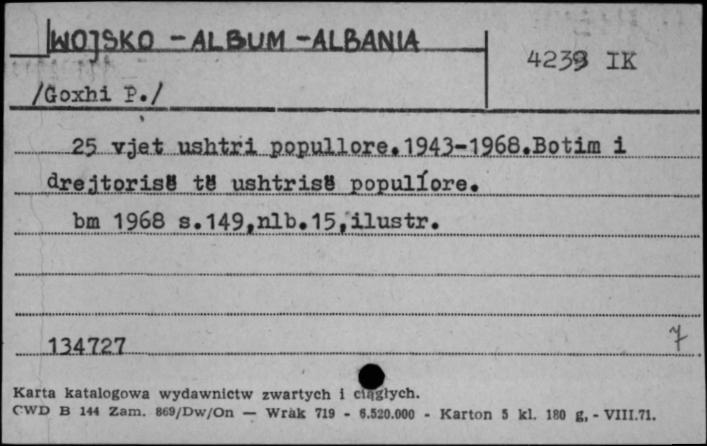 WOJSKO - ALBUM - ALBANIA
4239 IK
/Goxhi P./
25 vjet ushtri popullore.1943-1968.Botim i
drejtorisë të ushtrisë popullore.
bm 1968 s.149,nlb.15,ilustr.
134727
7
Karta katalogowa wydawnictw zwartych i ciągłych.
CWD B 144 Zam. 869/Dw/On — Wrak 719 - 6.520.000 - Karton 5 kl. 180 g, - VIII.71.